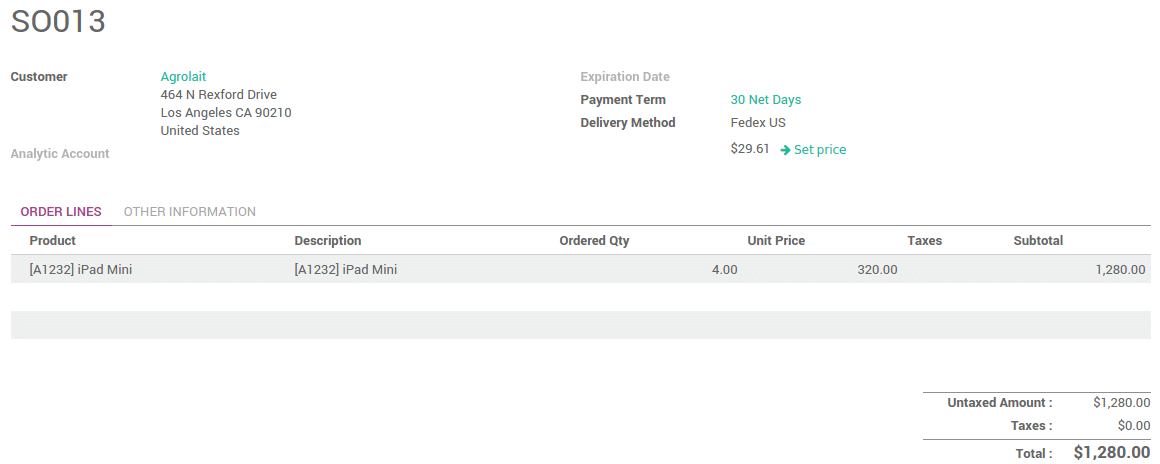 SO013
Customer Agrolait
464 N Rexford Drive
Los Angeles CA 90210
United States
Analytic Account
Expiration Date
Payment Term 30 Net Days
Delivery Method Fedex US
$29.61 Set price
ORDER LINES OTHER INFORMATION
Product Description Ordered Qty Unit Price Taxes Subtotal
[A1232] iPad Mini [A1232] iPad Mini 4.00 320.00 1,280.00
Untaxed Amount : $1,280.00
Taxes : $0.00
Total : $1,280.00